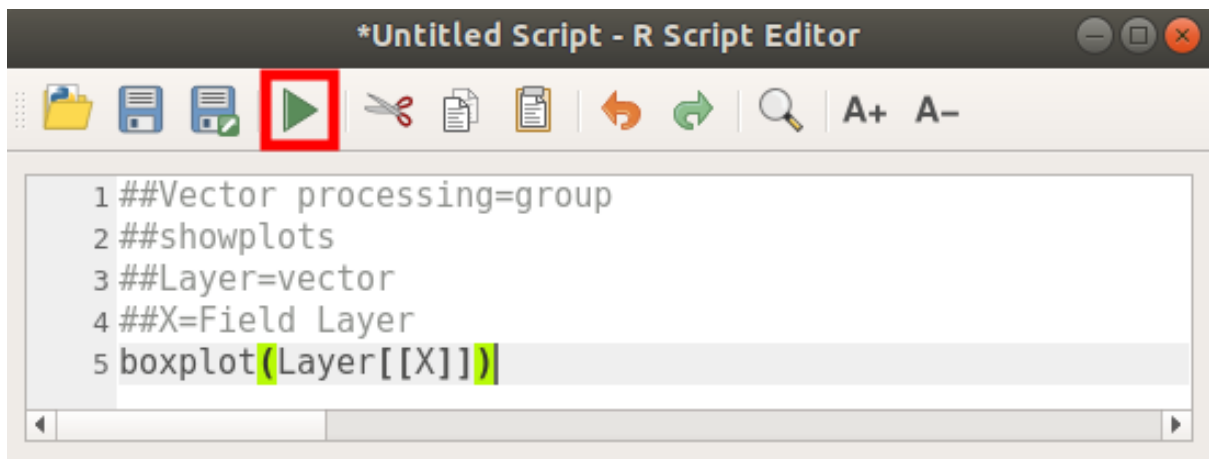 *Untitled Script - R Script Editor
A+ A-
1 ##Vector processing=group
2 ##showplots
3 ##Layer=vector
4 ##X=Field Layer
5 boxplot(Layer[[X]])